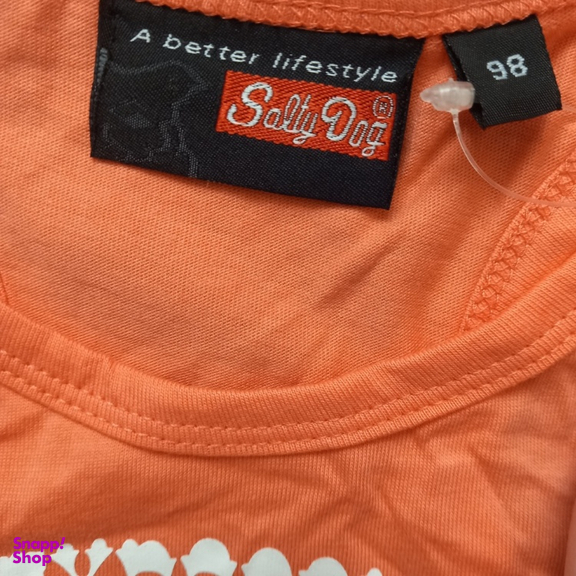 A better lifestyle
98
Salty Dog®
Snapp!
Shop